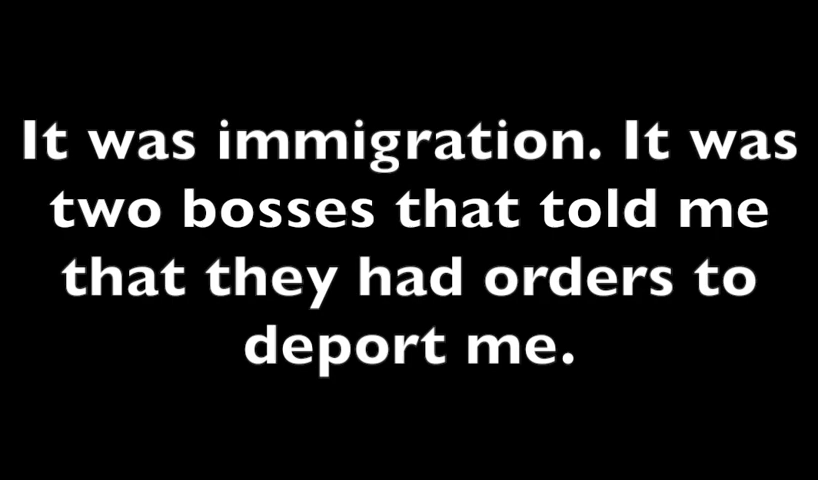 It was immigration. It was
two bosses that told me
that they had orders to
deport me.